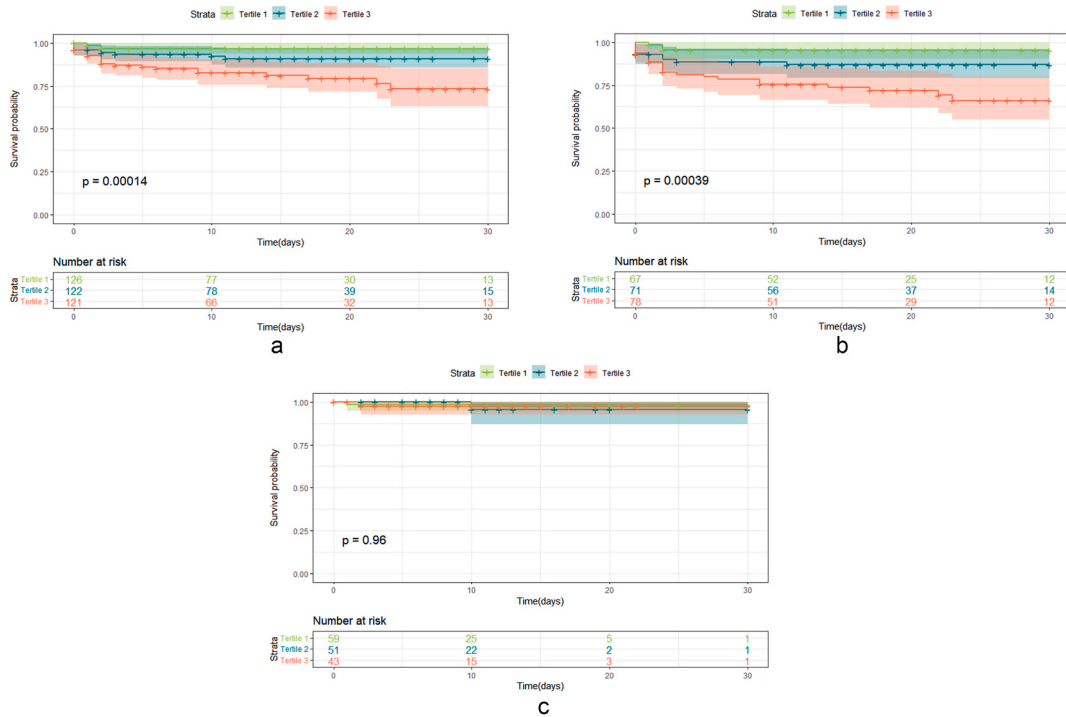 Strata Tertile 1 Tertile 2 Tertile 3
1.00
0.75
0.50
0.25
0.00
Survival probability
p = 0.00014
0 10 20 30
Time(days)
Number at risk
Strata
Tertile 1 126 77 30 13
Tertile 2 122 78 39 15
Tertile 3 121 66 32 13
0 10 20 30
Time(days)
a
Strata Tertile 1 Tertile 2 Tertile 3
1.00
0.75
0.50
0.25
0.00
Survival probability
p = 0.00039
0 10 20 30
Time(days)
Number at risk
Strata
Tertile 1 67 52 25 12
Tertile 2 71 56 37 14
Tertile 3 78 51 29 12
0 10 20 30
Time(days)
b
Strata Tertile 1 Tertile 2 Tertile 3
1.00
0.75
0.50
0.25
0.00
Survival probability
p = 0.96
0 10 20 30
Time(days)
Number at risk
Strata
Tertile 1 59 25 5 1
Tertile 2 51 22 2 1
Tertile 3 43 15 3 1
0 10 20 30
Time(days)
c